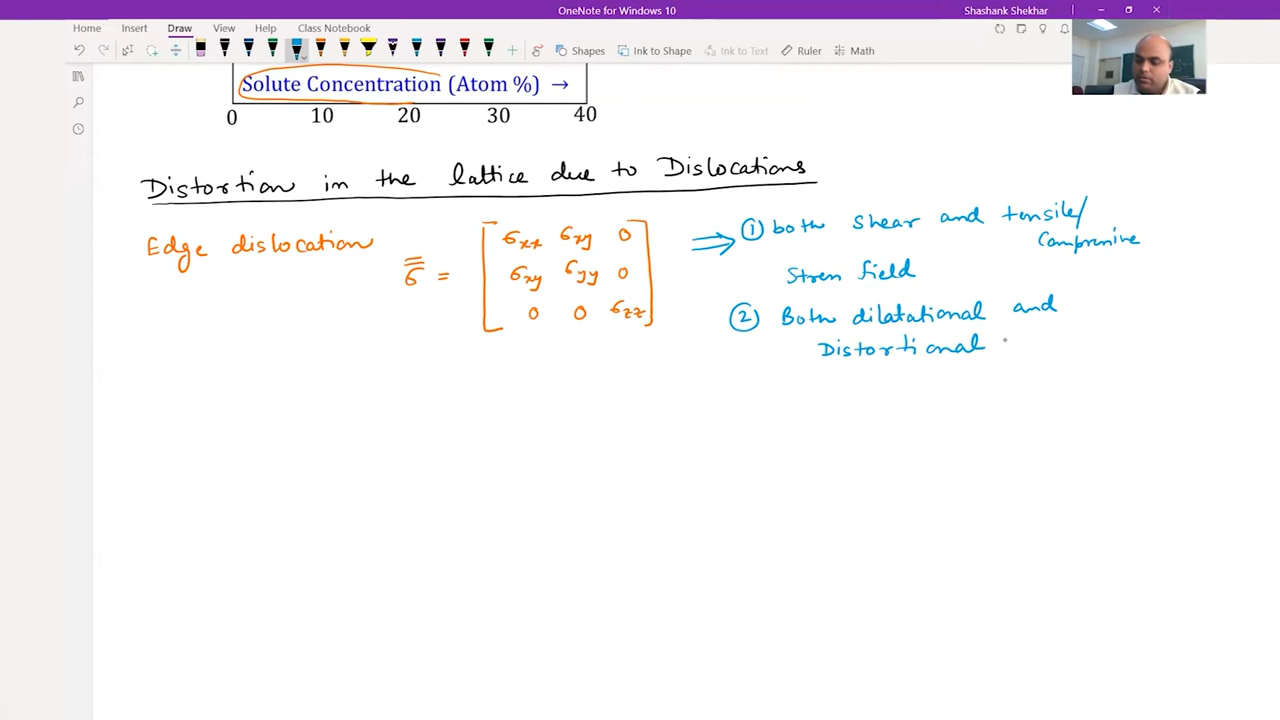 OneNote for Windows 10
Shashank Shekhar
Home Insert Draw View Help Class Notebook
Shapes Ink to Shape Ink to Text Ruler Math
Solute Concentration (Atom %) →
0 10 20 30 40
Distortion in the lattice due to Dislocations
Edge dislocation
σ = [ σxx σxy 0
σxy σyy 0
0 0 σzz ]
⇒ ① both shear and tensile/
Compressive
Stress field
② Both dilatational and
Distortional